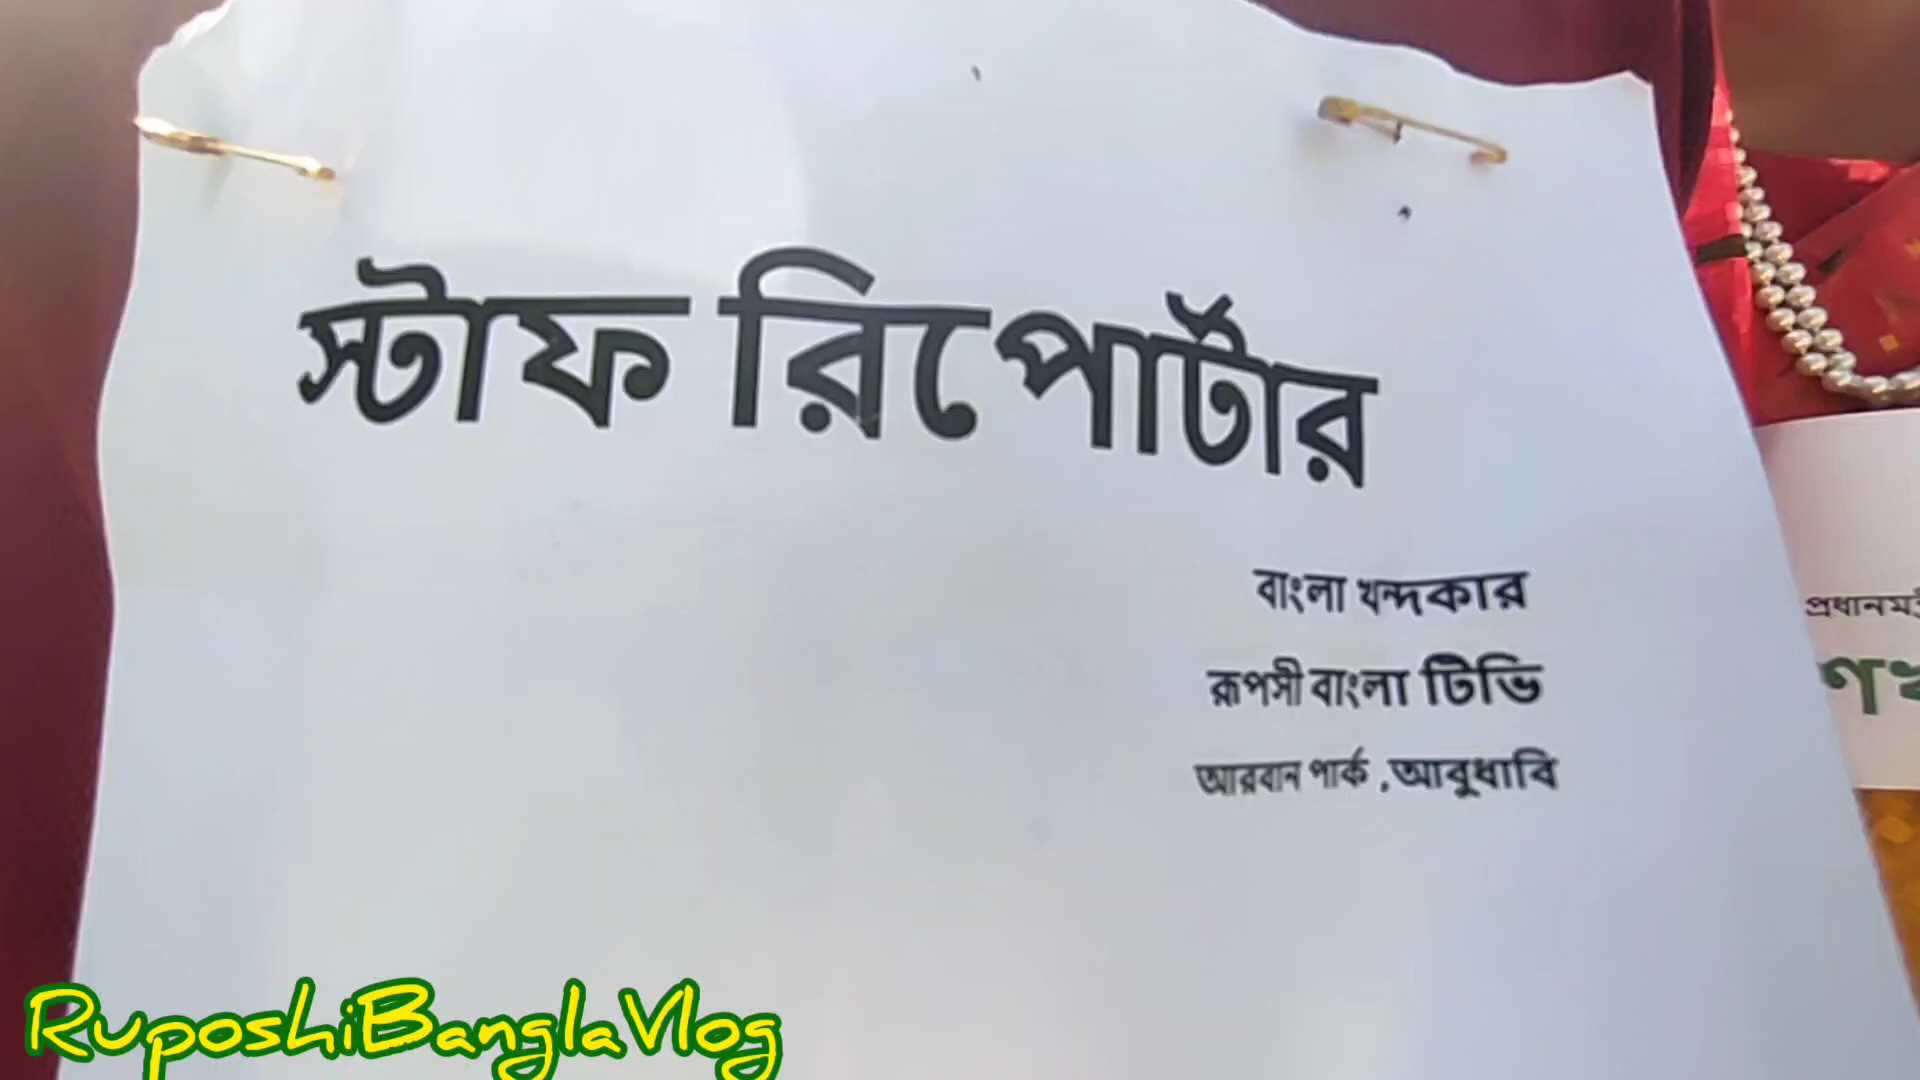 স্টাফ রিপোর্টার
বাংলা খন্দকার
রূপসী বাংলা টিভি
আরবান পার্ক , আবুধাবি
RuposhiBanglaVlog